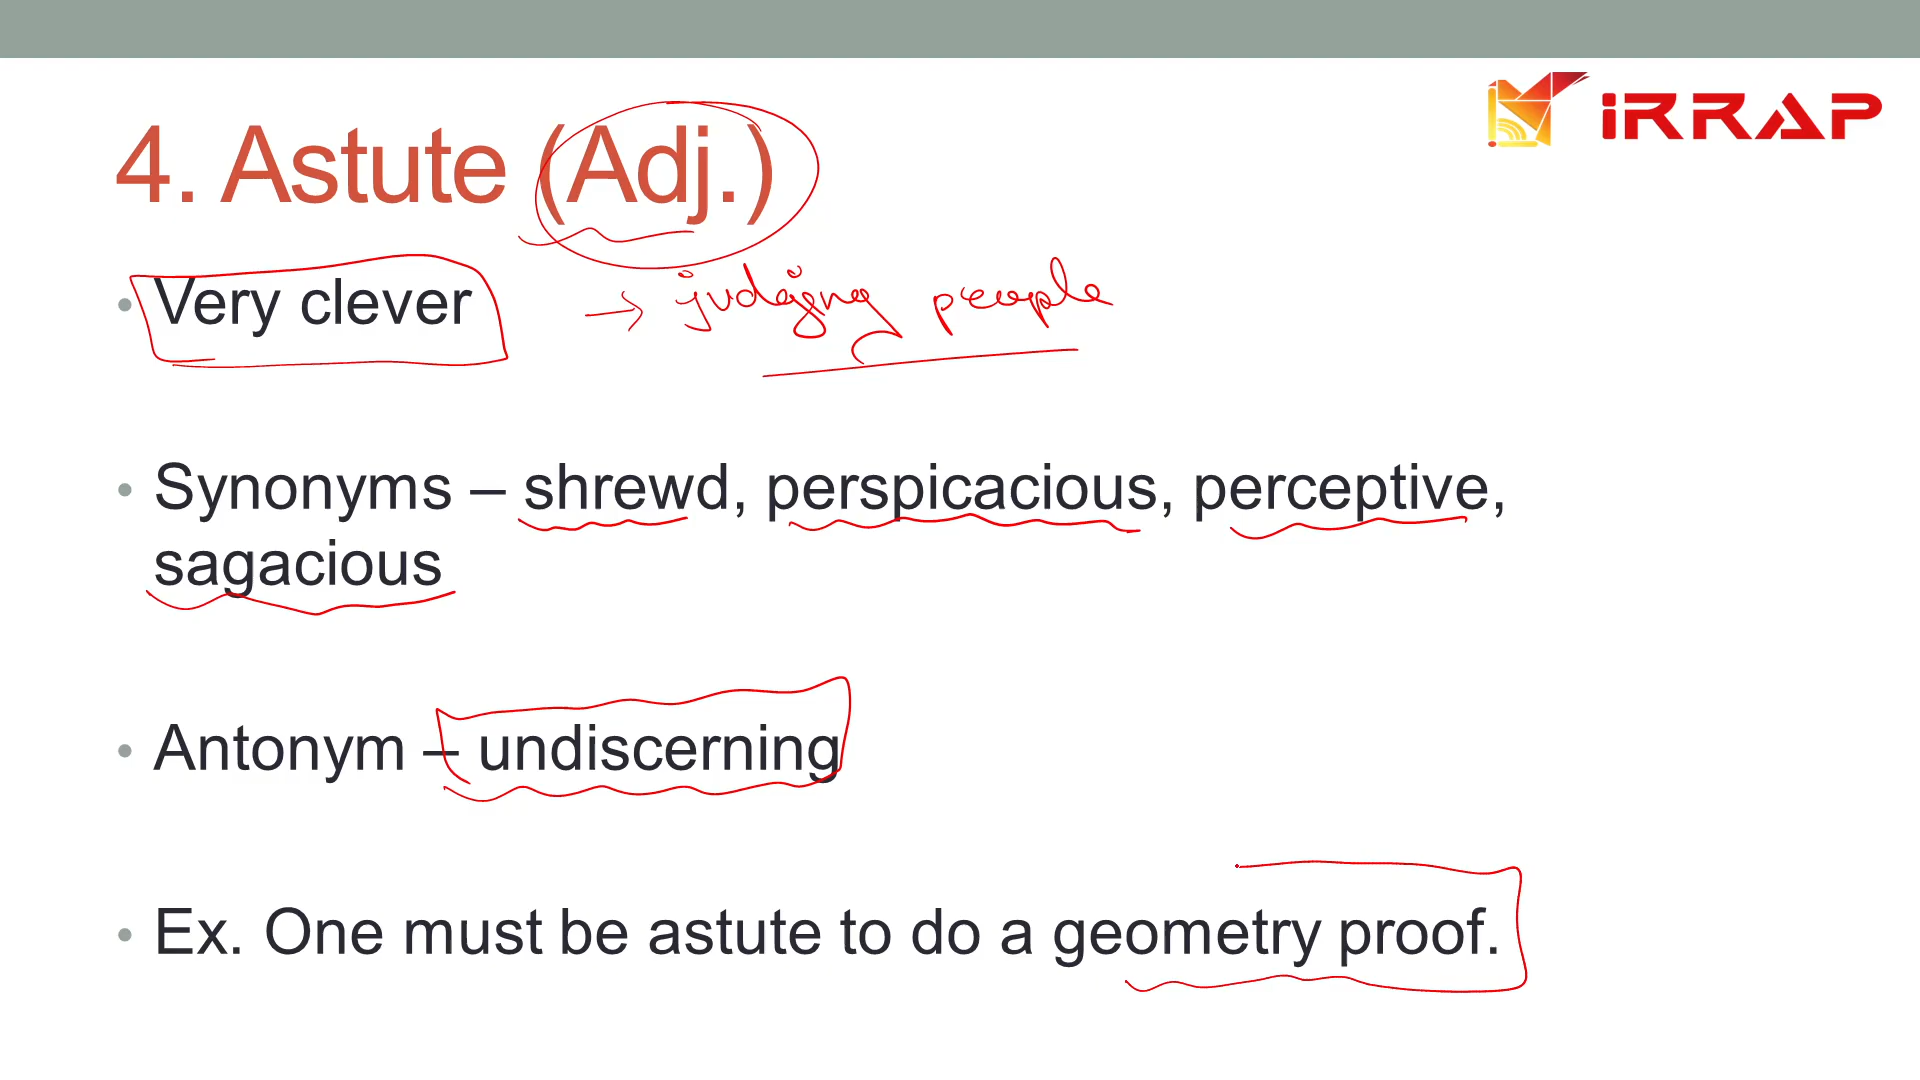 iRRAP
4. Astute (Adj.)
• Very clever → judging people
• Synonyms – shrewd, perspicacious, perceptive,
sagacious
• Antonym – undiscerning
• Ex. One must be astute to do a geometry proof.